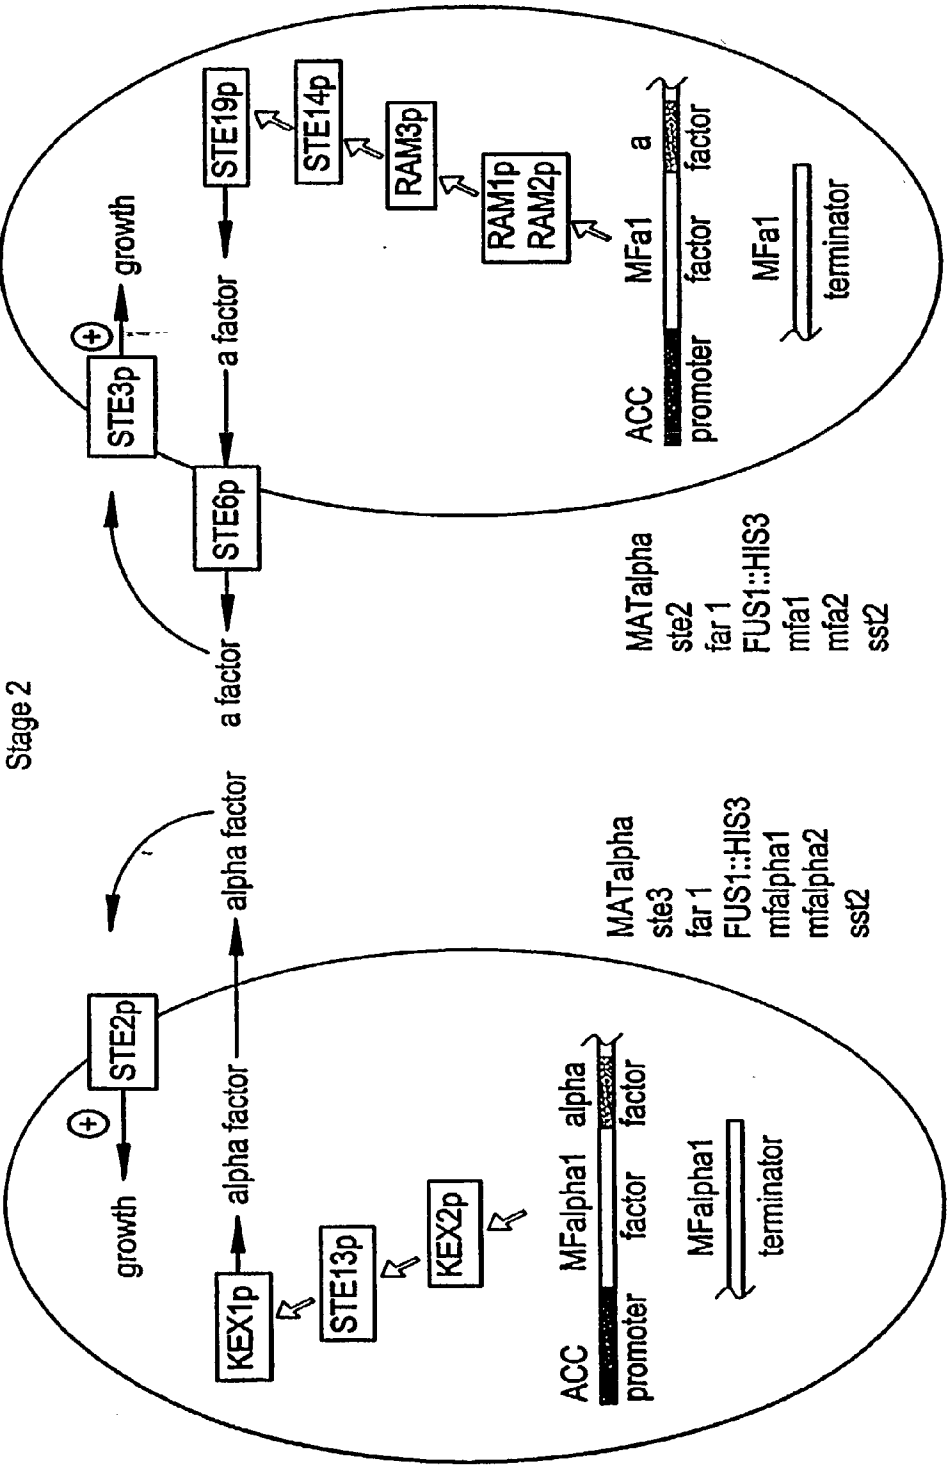 Stage 2
STE2p
+
growth
alpha factor
alpha factor
KEX1p
STE13p
KEX2p
ACC
promoter
MFalpha1
factor
alpha
factor
MFalpha1
terminator
MATalpha
ste3
far 1
FUS1::HIS3
mfalpha1
mfalpha2
sst2
STE3p
+
growth
a factor
STE6p
a factor
STE19p
STE14p
RAM3p
RAM1p
RAM2p
ACC
promoter
MFa1
factor
a
factor
MFa1
terminator
MATalpha
ste2
far 1
FUS1::HIS3
mfa1
mfa2
sst2